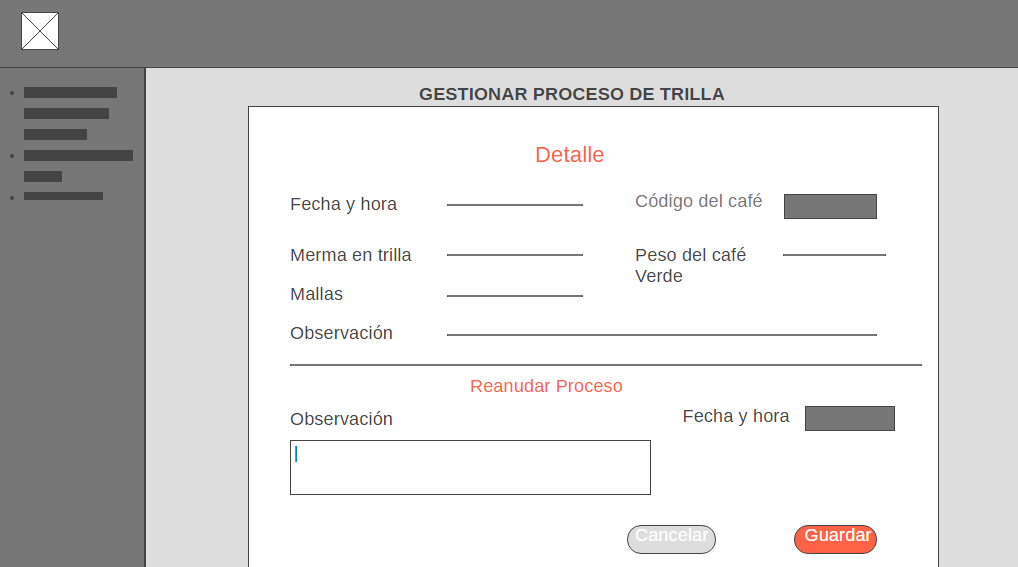 GESTIONAR PROCESO DE TRILLA
Detalle
Fecha y hora
Código del café
Merma en trilla
Peso del café
Verde
Mallas
Observación
Reanudar Proceso
Observación
Fecha y hora
Cancelar
Guardar